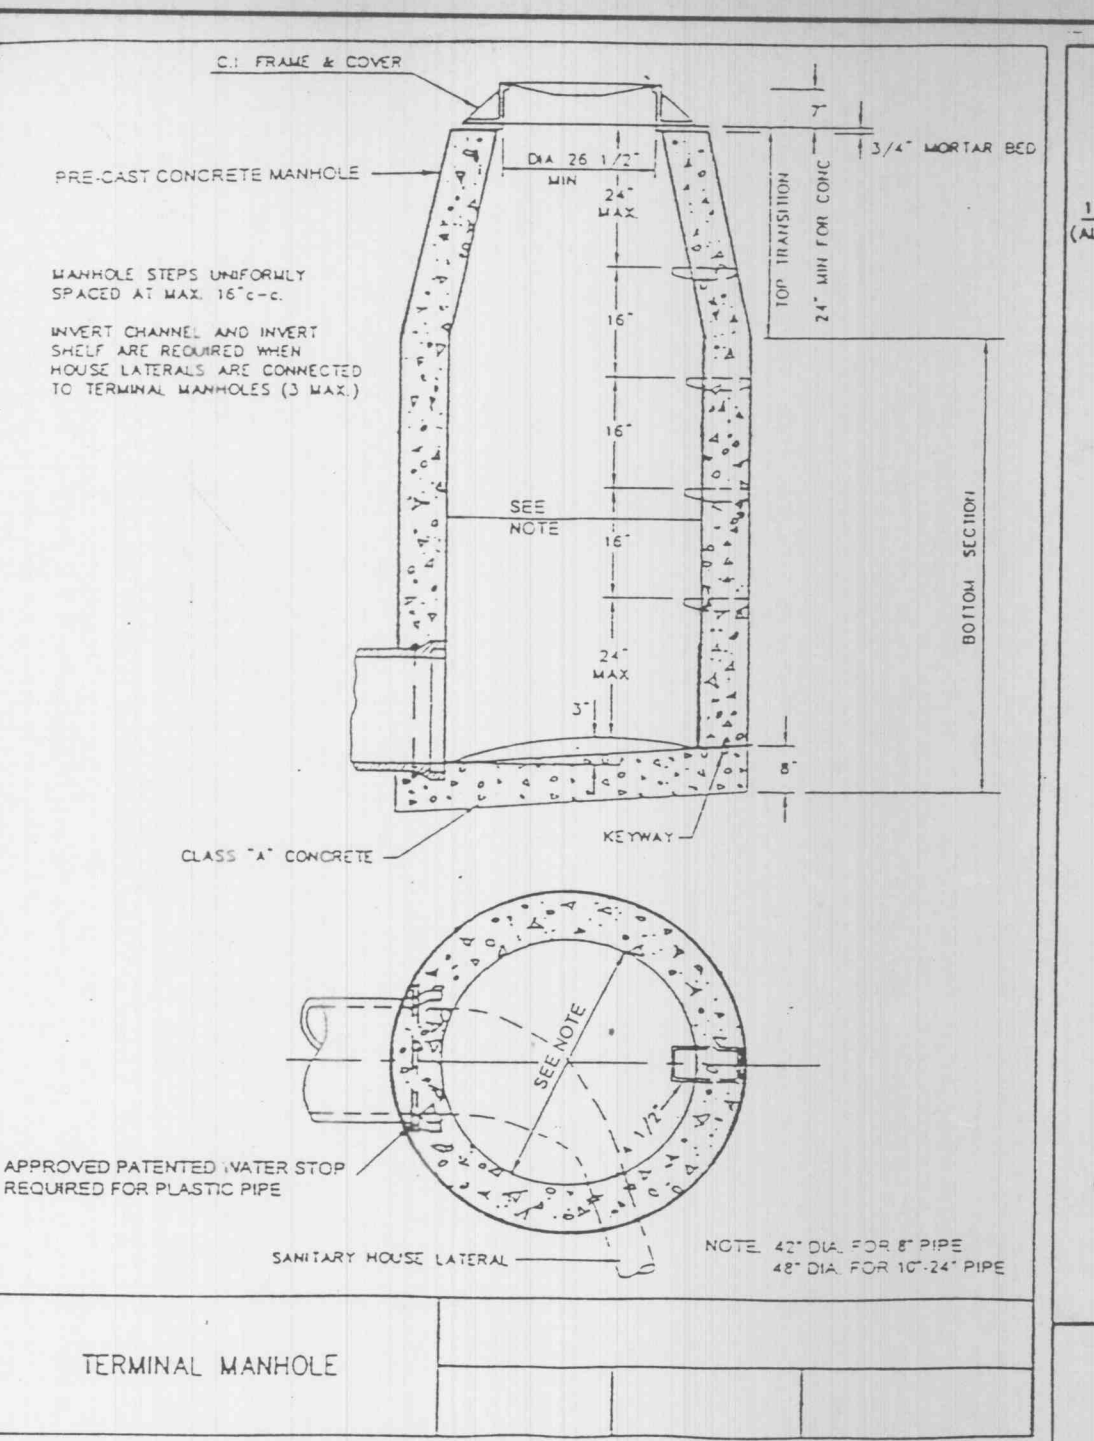 C.I. FRAME & COVER
7"
3/4" MORTAR BED
DIA 26 1/2"
MIN
PRE-CAST CONCRETE MANHOLE
24"
MAX.
TOP TRANSITION
24" MIN FOR CONC
MANHOLE STEPS UNIFORMLY
SPACED AT MAX. 16"c-c.
INVERT CHANNEL AND INVERT
SHELF ARE REQUIRED WHEN
HOUSE LATERALS ARE CONNECTED
TO TERMINAL MANHOLES (3 MAX.)
16"
16"
SEE
NOTE
16"
BOTTOM SECTION
24"
MAX
3"
8"
KEYWAY
CLASS "A" CONCRETE
SEE NOTE
1/2"
APPROVED PATENTED WATER STOP
REQUIRED FOR PLASTIC PIPE
SANITARY HOUSE LATERAL
NOTE 42" DIA. FOR 8" PIPE
48" DIA. FOR 10"-24" PIPE
TERMINAL MANHOLE
1